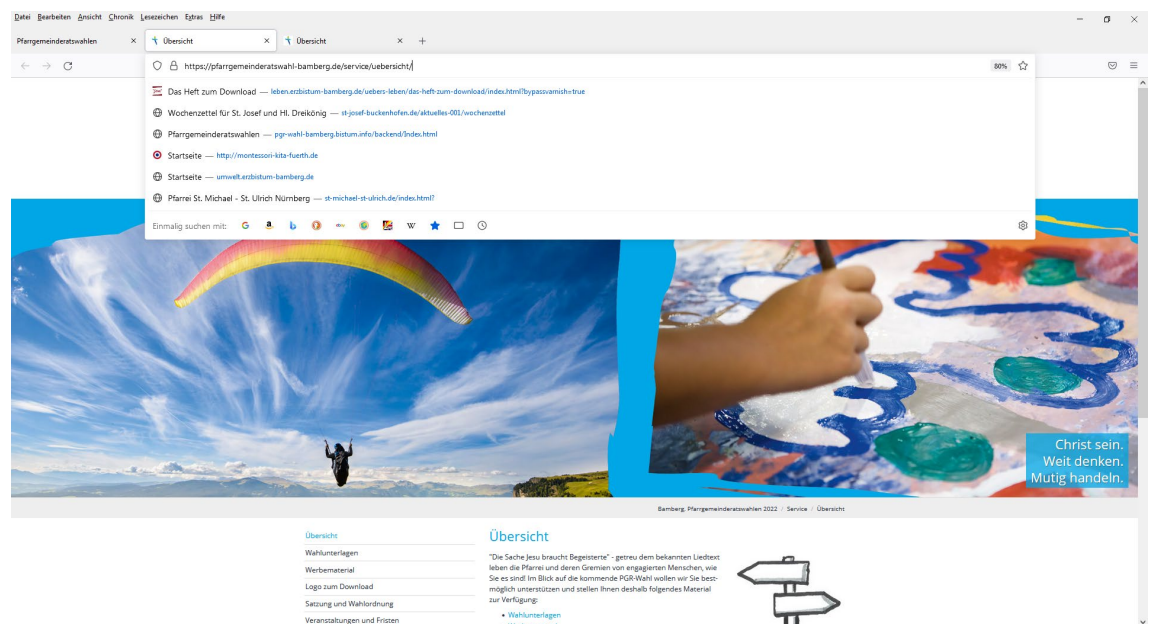 Datei Bearbeiten Ansicht Chronik Lesezeichen Extras Hilfe
Pfarrgemeinderatswahlen
Übersicht
Übersicht
https://pfarrgemeinderatswahl-bamberg.de/service/uebersicht/
80%
Das Heft zum Download — leben.erzbistum-bamberg.de/uebers-leben/das-heft-zum-download/index.html?bypassvarnish=true
Wochenzettel für St. Josef und Hl. Dreikönig — st-josef-buckenhofen.de/aktuelles-001/wochenzettel
Pfarrgemeinderatswahlen — pgr-wahl-bamberg.bistum.info/backend/Index.html
Startseite — http://montessori-kita-fuerth.de
Startseite — umwelt.erzbistum-bamberg.de
Pfarrei St. Michael - St. Ulrich Nürnberg — st-michael-st-ulrich.de/index.html?
Einmalig suchen mit:
Christ sein.
Weit denken.
Mutig handeln.
Bamberg, Pfarrgemeinderatswahlen 2022 / Service / Übersicht
Übersicht
Wahlunterlagen
Werbematerial
Logo zum Download
Satzung und Wahlordnung
Veranstaltungen und Fristen
Übersicht
"Die Sache Jesu braucht Begeisterte" - getreu dem bekannten Liedtext
leben die Pfarrei und deren Gremien von engagierten Menschen, wie
Sie es sind! Im Blick auf die kommende PGR-Wahl wollen wir Sie best-
möglich unterstützen und stellen Ihnen deshalb folgendes Material
zur Verfügung:
• Wahlunterlagen